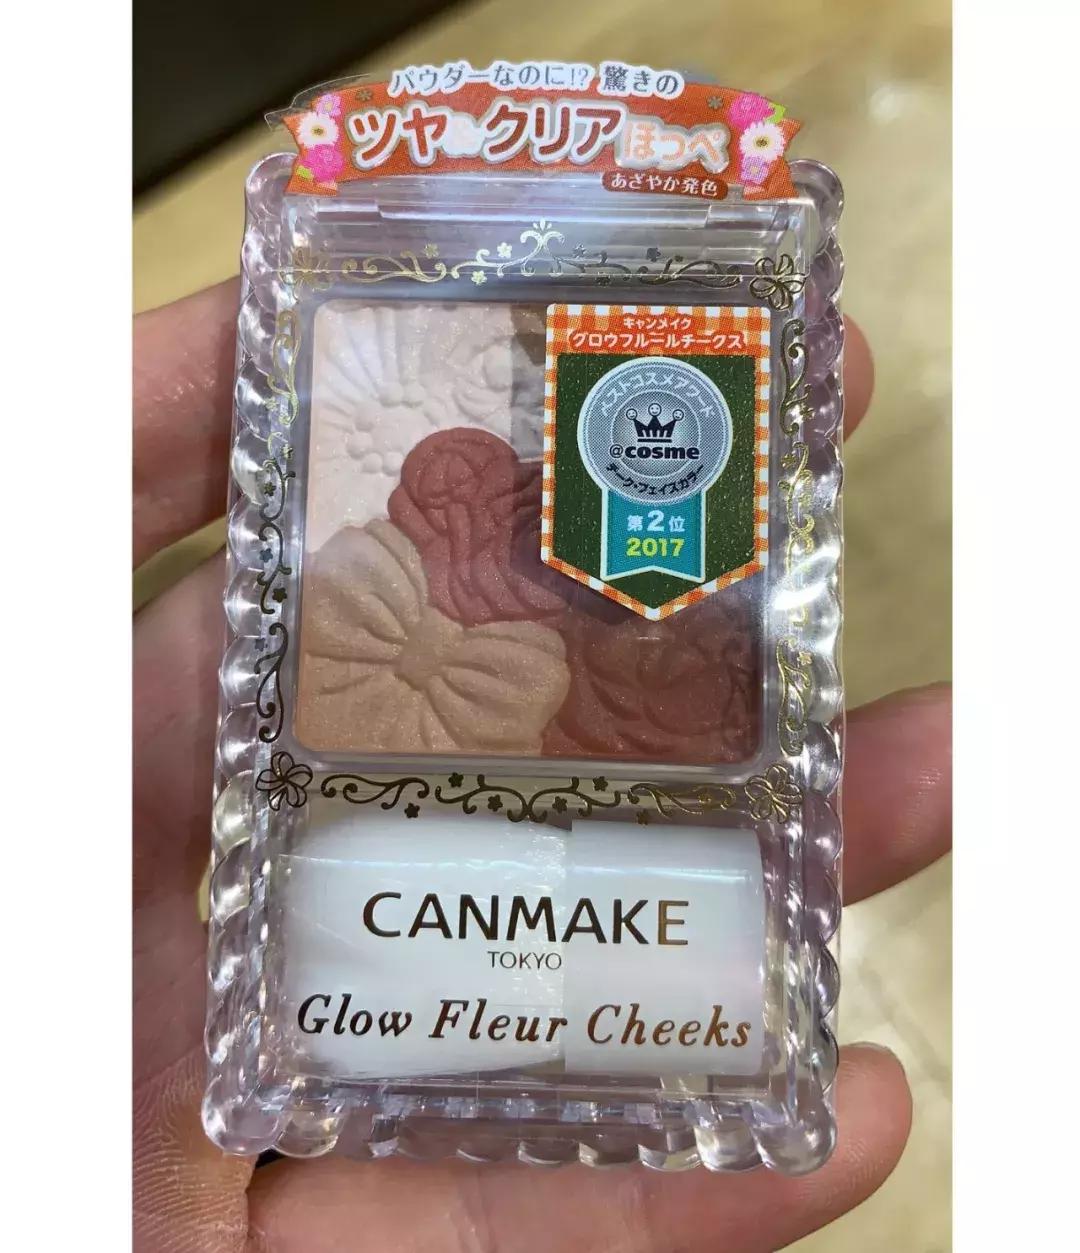 パウダーなのに!? 驚きの
ツヤ&クリアほっぺ
あざやか発色
キャンメイク
グロウフルールチークス
ベストコスメアワード
@cosme
チーク・フェイスカラー
第2位
2017
CANMAKE
TOKYO
Glow Fleur Cheeks